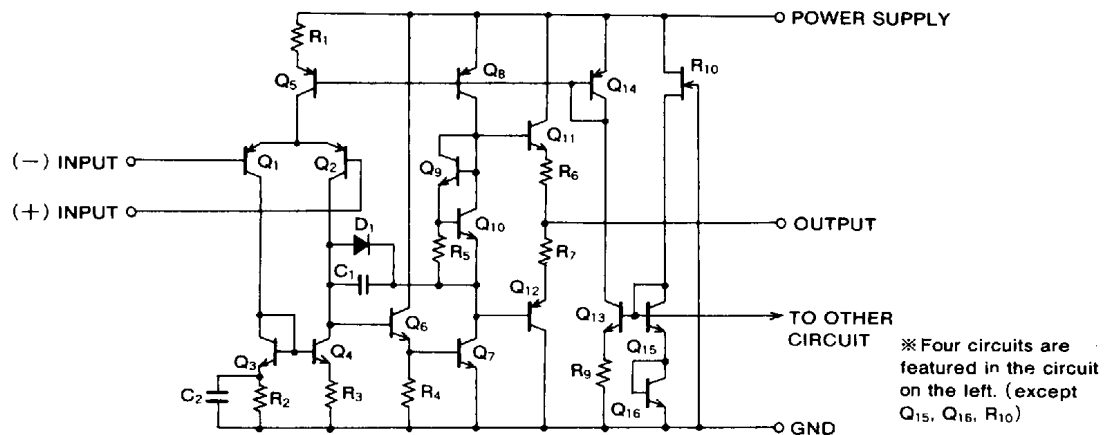 POWER SUPPLY
R₁
Q₅
Q₈
Q₁₄
R₁₀
(−) INPUT
Q₁
Q₂
Q₉
Q₁₁
R₆
(+) INPUT
D₁
Q₁₀
R₅
OUTPUT
C₁
R₇
Q₁₂
Q₆
Q₁₃
TO OTHER
CIRCUIT
Q₃
Q₄
Q₇
Q₁₅
C₂
R₂
R₃
R₄
R₉
Q₁₆
GND
※Four circuits are
featured in the circuit
on the left. (except
Q₁₅, Q₁₆, R₁₀)